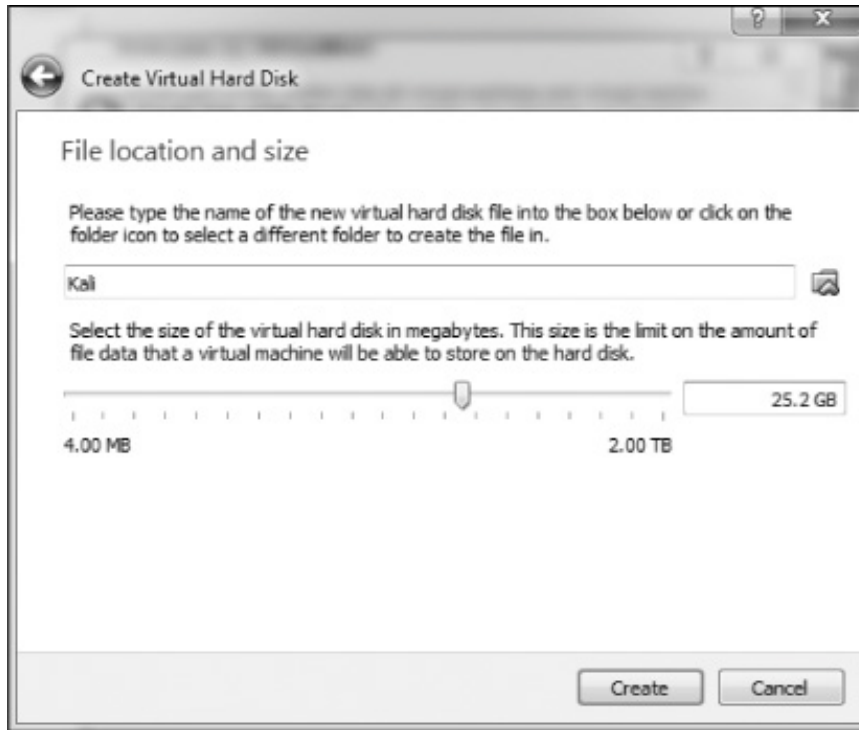 Create Virtual Hard Disk
File location and size
Please type the name of the new virtual hard disk file into the box below or click on the
folder icon to select a different folder to create the file in.
Kali
Select the size of the virtual hard disk in megabytes. This size is the limit on the amount of
file data that a virtual machine will be able to store on the hard disk.
25.2 GB
4.00 MB 2.00 TB
Create Cancel